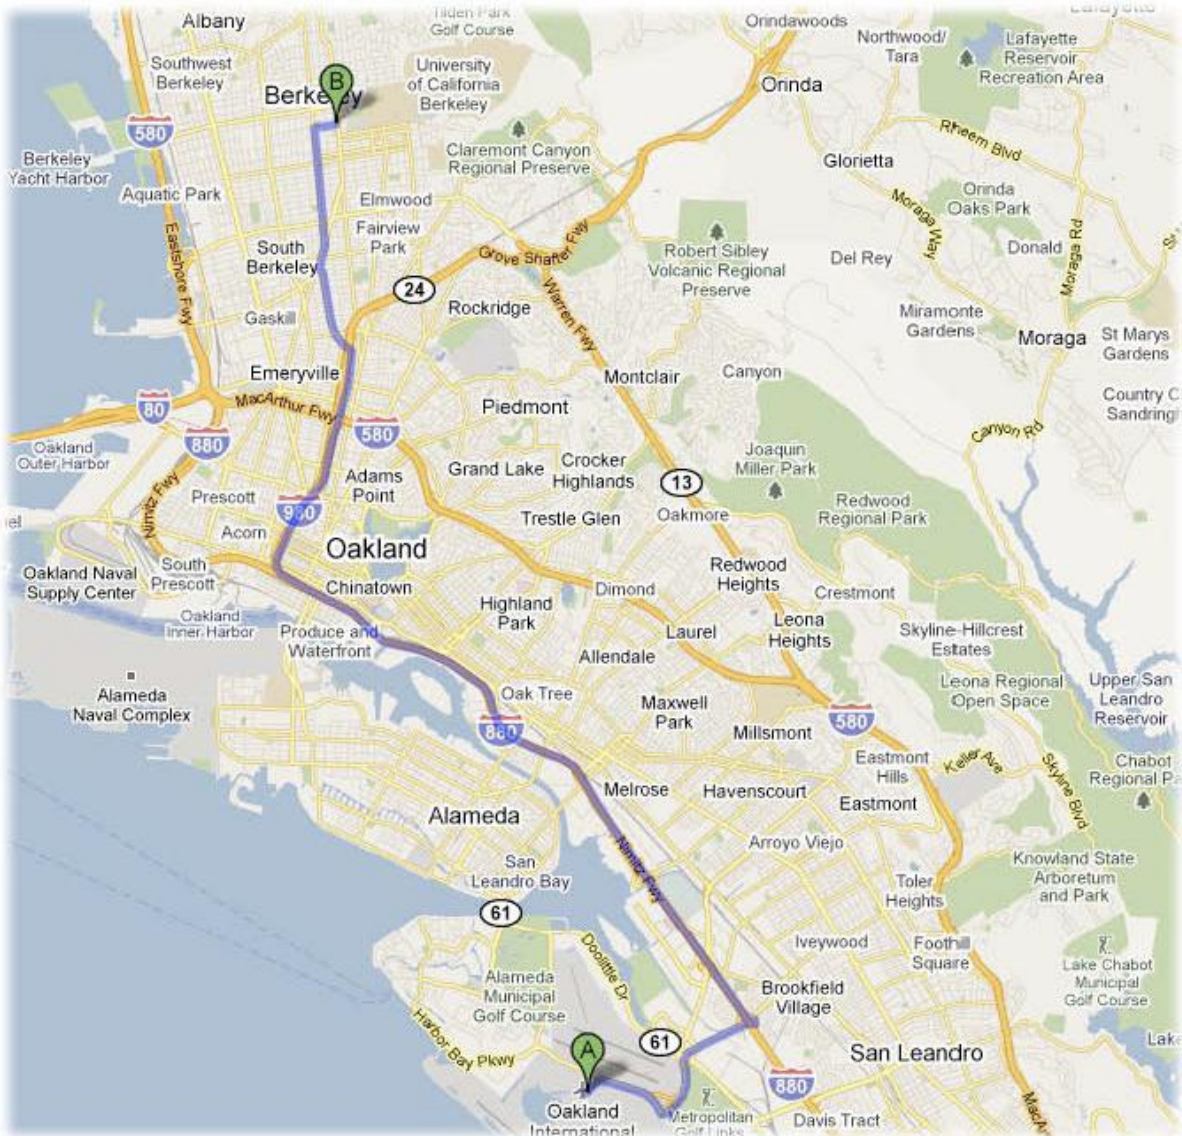 Albany
Tilden Park
Golf Course
Orindawoods
Lafayette
Northwood/
Tara
Lafayette
Reservoir
Recreation Area
Southwest
Berkeley
University
of California
Berkeley
Orinda
Berkeley
B
580
Rheem Blvd
Berkeley
Yacht Harbor
Claremont Canyon
Regional Preserve
Glorietta
Aquatic Park
Elmwood
Orinda
Oaks Park
Moraga Way
Fairview
Park
Eastshore Fwy
South
Berkeley
Grove Shafter Fwy
Robert Sibley
Volcanic Regional
Preserve
Del Rey
Donald
Moraga Rd
24
Warren Fwy
Rockridge
Gaskill
Miramonte
Gardens
Moraga
St Marys
Gardens
Emeryville
Montclair
Canyon
80
MacArthur Fwy
Piedmont
Country C
Sandring
880
580
Canyon Rd
Oakland
Outer Harbor
Grand Lake
Crocker
Highlands
Joaquin
Miller Park
Adams
Point
13
Nimitz Fwy
Prescott
980
Trestle Glen
Oakmore
Redwood
Regional Park
Acorn
Oakland
Oakland Naval
Supply Center
South
Prescott
Chinatown
Dimond
Redwood
Heights
Crestmont
Highland
Park
Oakland
Inner Harbor
Produce and
Waterfront
Laurel
Leona
Heights
Skyline-Hillcrest
Estates
Allendale
Alameda
Naval Complex
Oak Tree
Maxwell
Park
Leona Regional
Open Space
Upper San
Leandro
Reservoir
880
Millsmont
580
Eastmont
Hills
Keller Ave
Skyline Blvd
Chabot
Regional Pa
Melrose
Havenscourt
Eastmont
Alameda
Arroyo Viejo
Nimitz Fwy
San
Leandro Bay
Toler
Heights
Knowland State
Arboretum
and Park
61
Doolittle Dr
Iveywood
Foothill
Square
Lake Chabot
Municipal
Golf Course
Alameda
Municipal
Golf Course
Brookfield
Village
Harbor Bay Pkwy
A
61
San Leandro
Lake
880
Oakland
International
Metropolitan
Golf Links
Davis Tract
MacAr